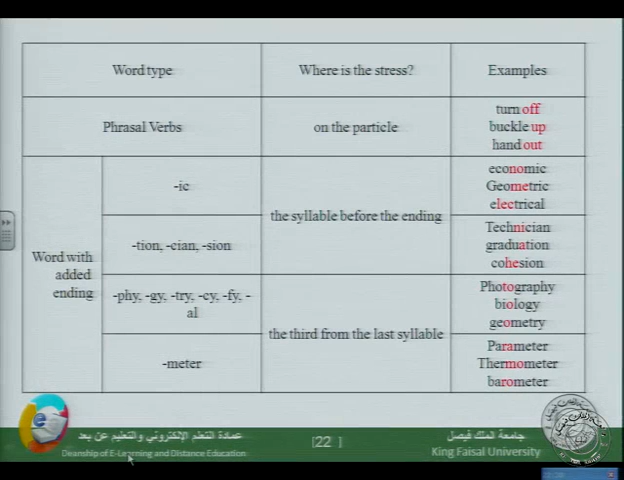 Word type
Where is the stress?
Examples
Phrasal Verbs
on the particle
turn off
buckle up
hand out
Word with
added
ending
-ic
the syllable before the ending
economic
Geometric
electrical
-tion, -cian, -sion
Technician
graduation
cohesion
-phy, -gy, -try, -cy, -fy, -
al
the third from the last syllable
Photography
biology
geometry
-meter
Parameter
Thermometer
barometer
عمادة التعلم الإلكتروني والتعليم عن بعد
Deanship of E-Learning and Distance Education
[22 ]
جامعة الملك فيصل
King Faisal University